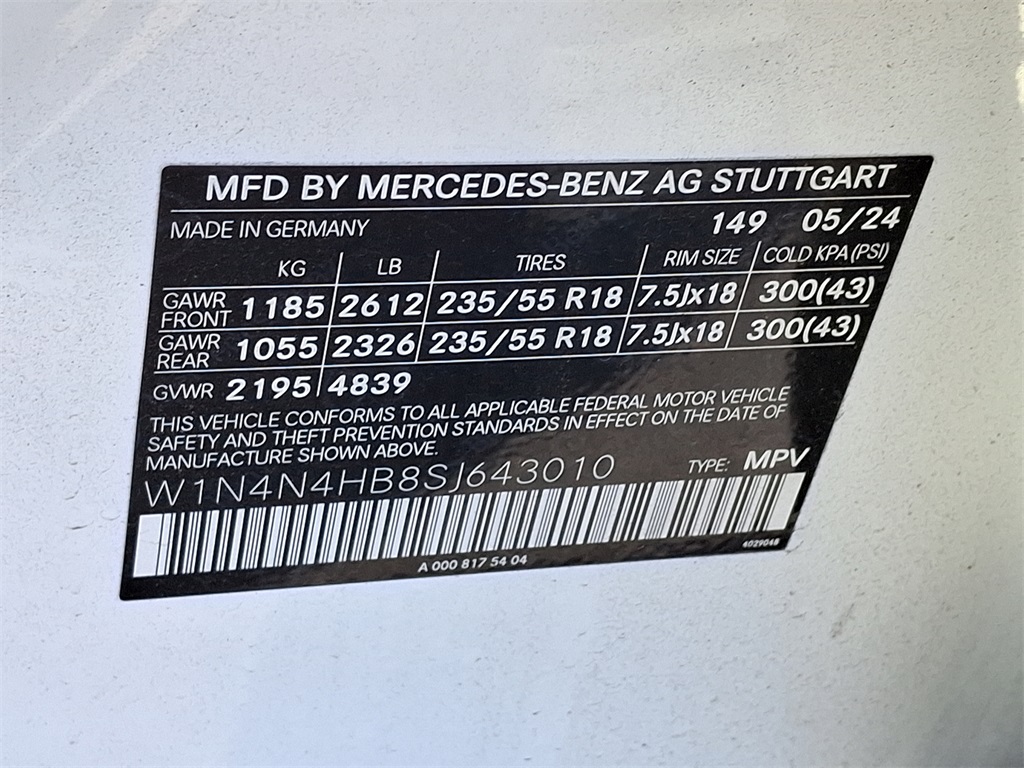 MFD BY MERCEDES-BENZ AG STUTTGART
MADE IN GERMANY 149 05/24
KG LB TIRES RIM SIZE COLD KPA (PSI)
GAWR FRONT 1185 2612 235/55 R18 7.5Jx18 300(43)
GAWR REAR 1055 2326 235/55 R18 7.5Jx18 300(43)
GVWR 2195 4839
THIS VEHICLE CONFORMS TO ALL APPLICABLE FEDERAL MOTOR VEHICLE
SAFETY AND THEFT PREVENTION STANDARDS IN EFFECT ON THE DATE OF
MANUFACTURE SHOWN ABOVE.
W1N4N4HB8SJ643010 TYPE: MPV
A 000 817 54 04 4029048